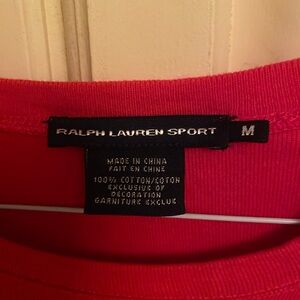 RALPH LAUREN SPORT
M
MADE IN CHINA
FAIT EN CHINE
100% COTTON/COTON
EXCLUSIVE OF
DECORATION
GARNITURE EXCLUE